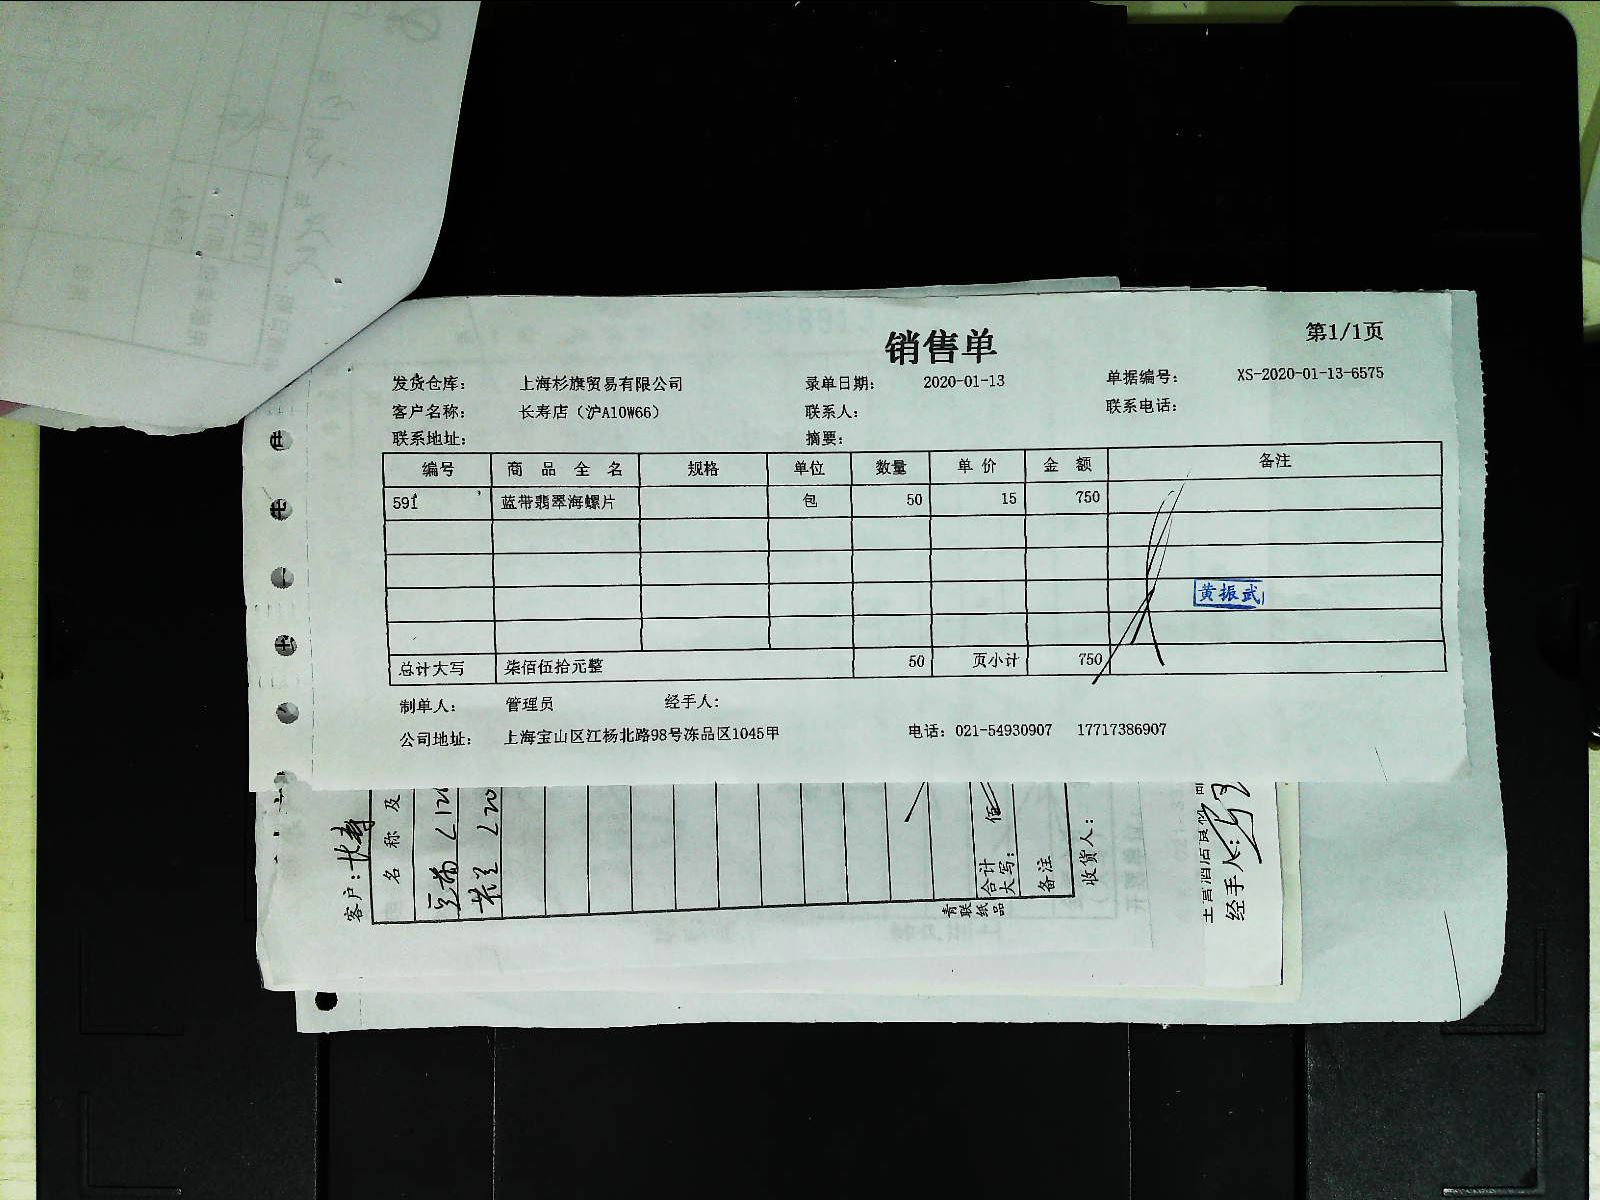 销售单
第1/1页
发货仓库： 上海杉旗贸易有限公司 录单日期： 2020-01-13 单据编号： XS-2020-01-13-6575
客户名称： 长寿店（沪A10W66） 联系人： 联系电话：
联系地址： 摘要：
编号 商品全名 规格 单位 数量 单价 金额 备注
591 蓝带翡翠海螺片 包 50 15 750
黄振武
总计大写 柒佰伍拾元整 50 页小计 750
制单人： 管理员 经手人：
公司地址： 上海宝山区江杨北路98号冻品区1045甲 电话：021-54930907 17717386907
客户：长寿
名称及
合计大写： 佰
备注
收货人：
青联纸品
经手人：